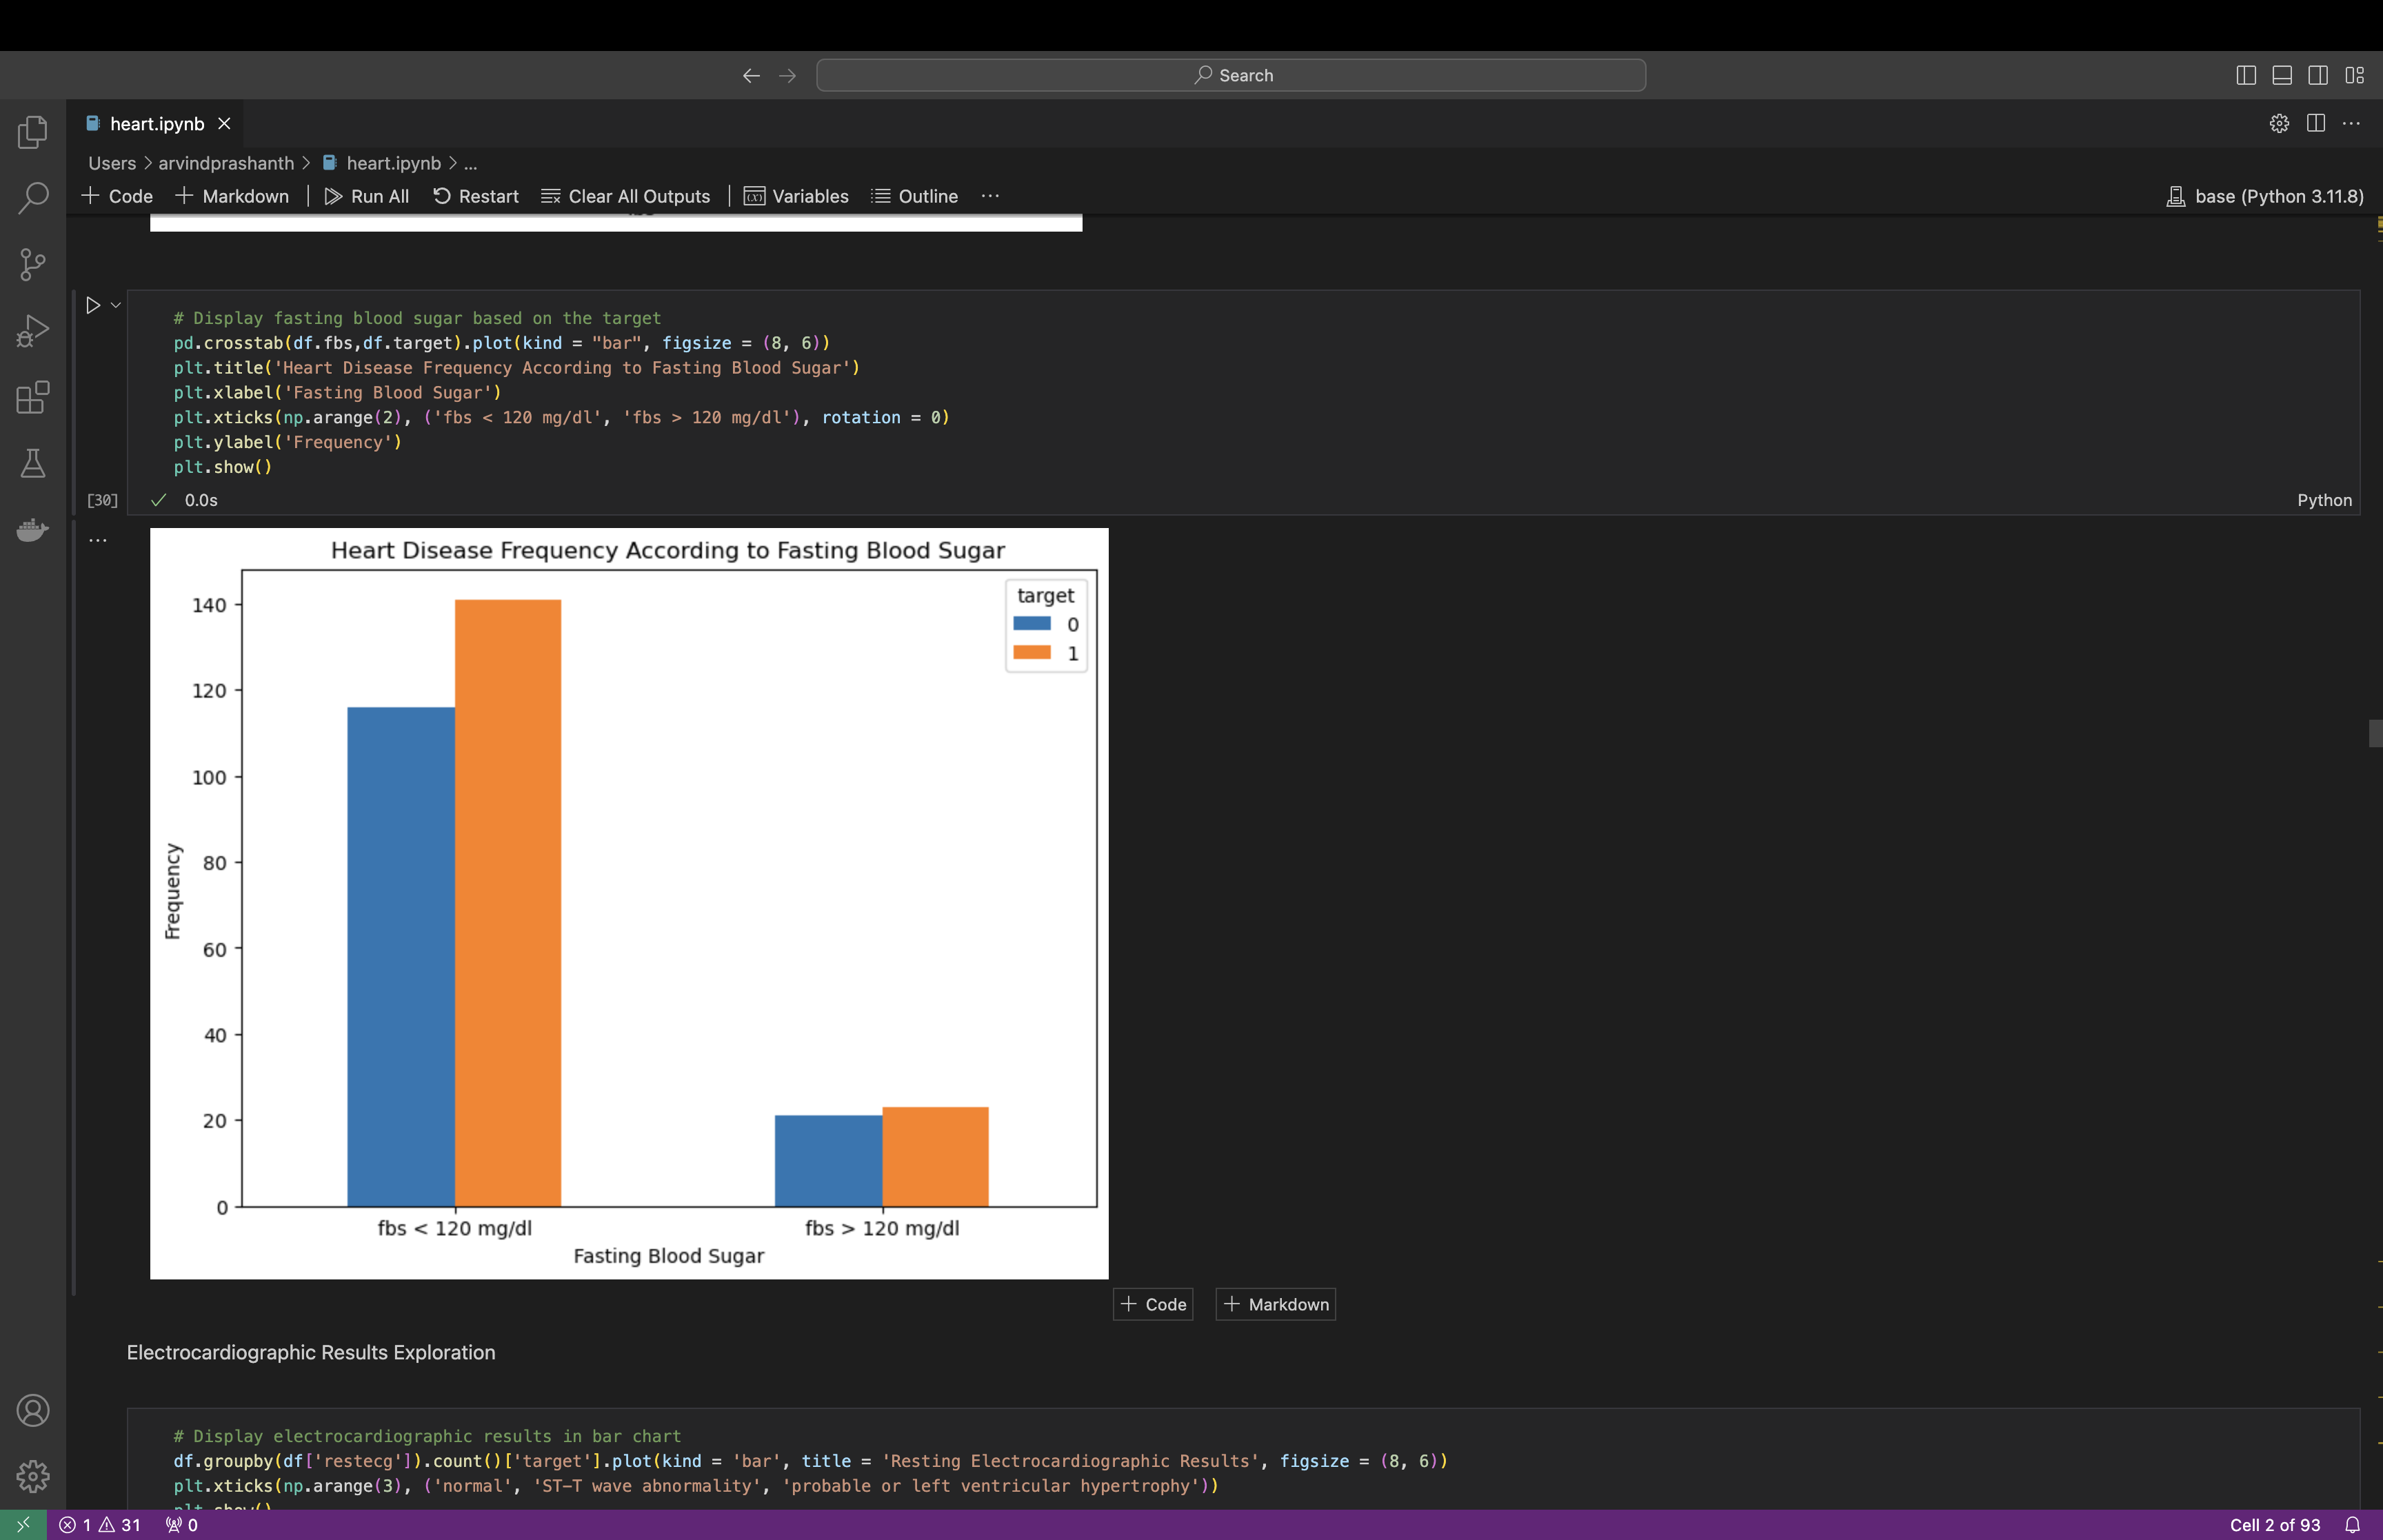 Search
heart.ipynb
Users > arvindprashanth > heart.ipynb > ...
+ Code + Markdown | Run All Restart Clear All Outputs | Variables Outline ... base (Python 3.11.8)
# Display fasting blood sugar based on the target
pd.crosstab(df.fbs,df.target).plot(kind = "bar", figsize = (8, 6))
plt.title('Heart Disease Frequency According to Fasting Blood Sugar')
plt.xlabel('Fasting Blood Sugar')
plt.xticks(np.arange(2), ('fbs < 120 mg/dl', 'fbs > 120 mg/dl'), rotation = 0)
plt.ylabel('Frequency')
plt.show()
[30] 0.0s Python
...
Heart Disease Frequency According to Fasting Blood Sugar
target
0
1
140
120
100
80
60
40
20
0
Frequency
fbs < 120 mg/dl fbs > 120 mg/dl
Fasting Blood Sugar
+ Code + Markdown
Electrocardiographic Results Exploration
# Display electrocardiographic results in bar chart
df.groupby(df['restecg']).count()['target'].plot(kind = 'bar', title = 'Resting Electrocardiographic Results', figsize = (8, 6))
plt.xticks(np.arange(3), ('normal', 'ST-T wave abnormality', 'probable or left ventricular hypertrophy'))
plt.show()
1 31 0 Cell 2 of 93